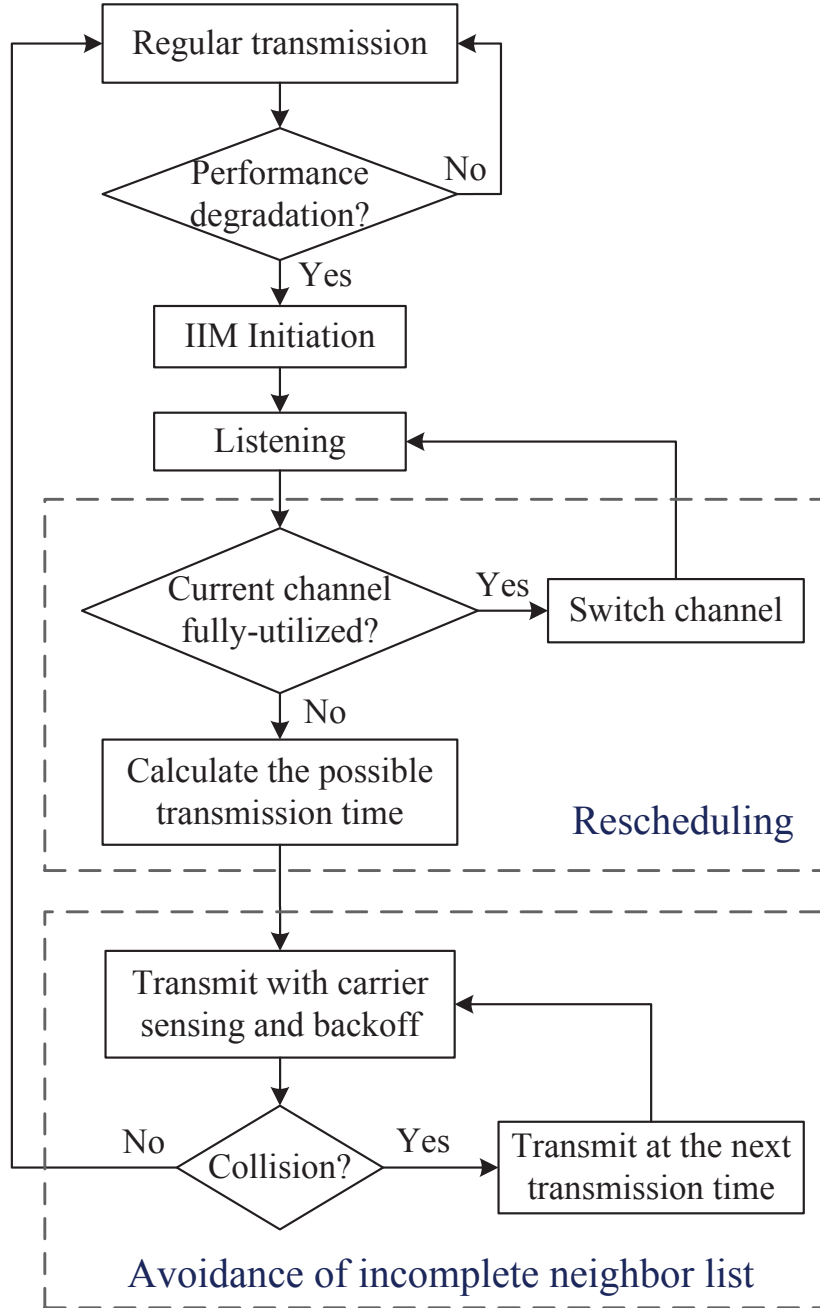 Regular transmission
Performance
degradation?
No
Yes
IIM Initiation
Listening
Current channel
fully-utilized?
Yes
Switch channel
No
Calculate the possible
transmission time
Rescheduling
Transmit with carrier
sensing and backoff
No
Collision?
Yes
Transmit at the next
transmission time
Avoidance of incomplete neighbor list